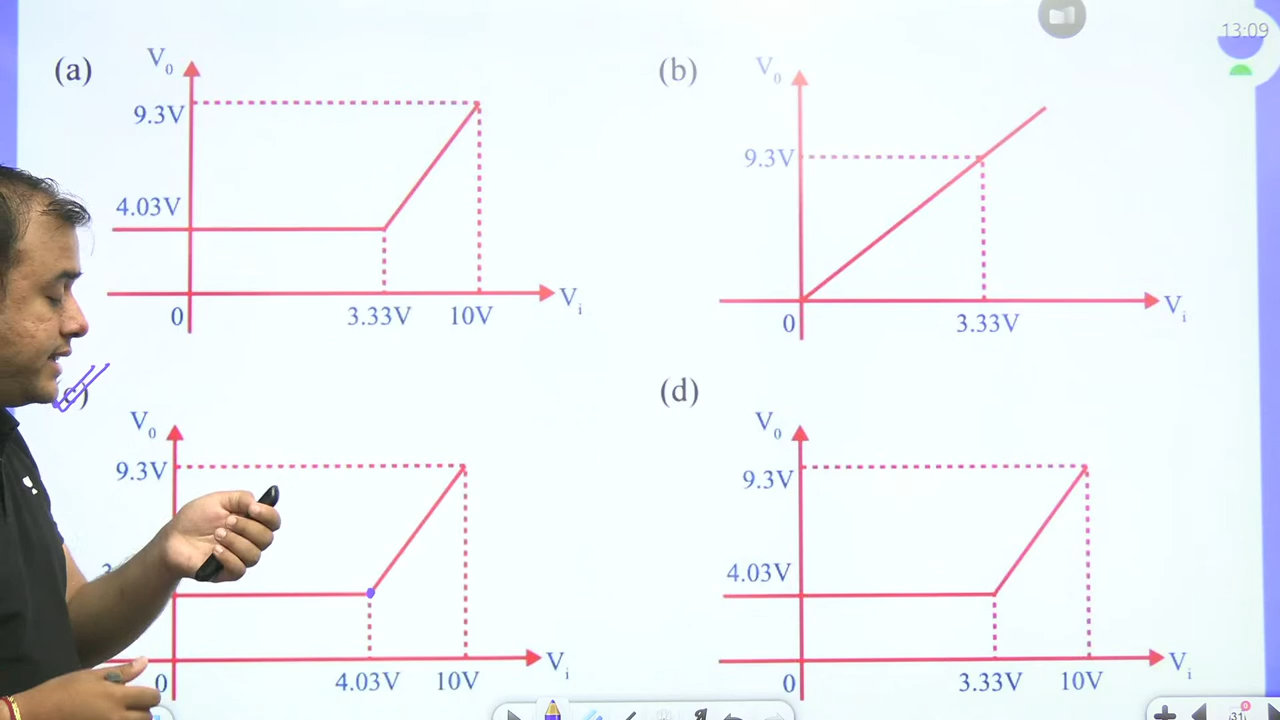 13:09
(a)
V₀
9.3V
4.03V
0
3.33V
10V
Vᵢ
(b)
V₀
9.3V
0
3.33V
Vᵢ
V₀
9.3V
0
4.03V
10V
Vᵢ
(d)
V₀
9.3V
4.03V
0
3.33V
10V
Vᵢ